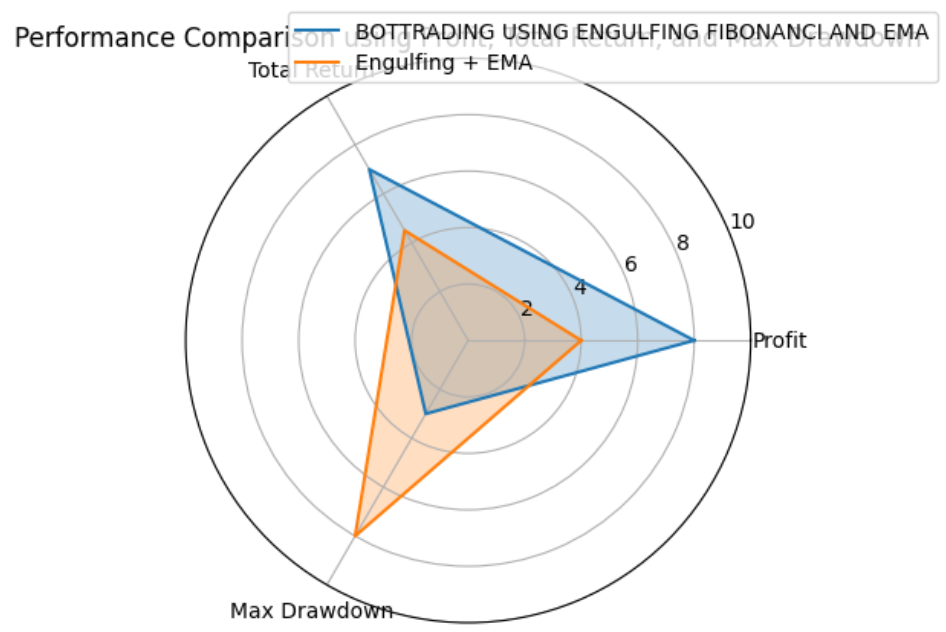 Performance Comparison using Profit, Total Return, and Max Drawdown
BOTTRADING USING ENGULFING FIBONANCI AND EMA
Engulfing + EMA
Total Return
10
8
6
4
2
Profit
Max Drawdown